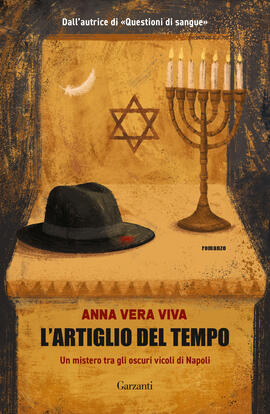 Dall'autrice di «Questioni di sangue»
romanzo
ANNA VERA VIVA
L'ARTIGLIO DEL TEMPO
Un mistero tra gli oscuri vicoli di Napoli
Garzanti